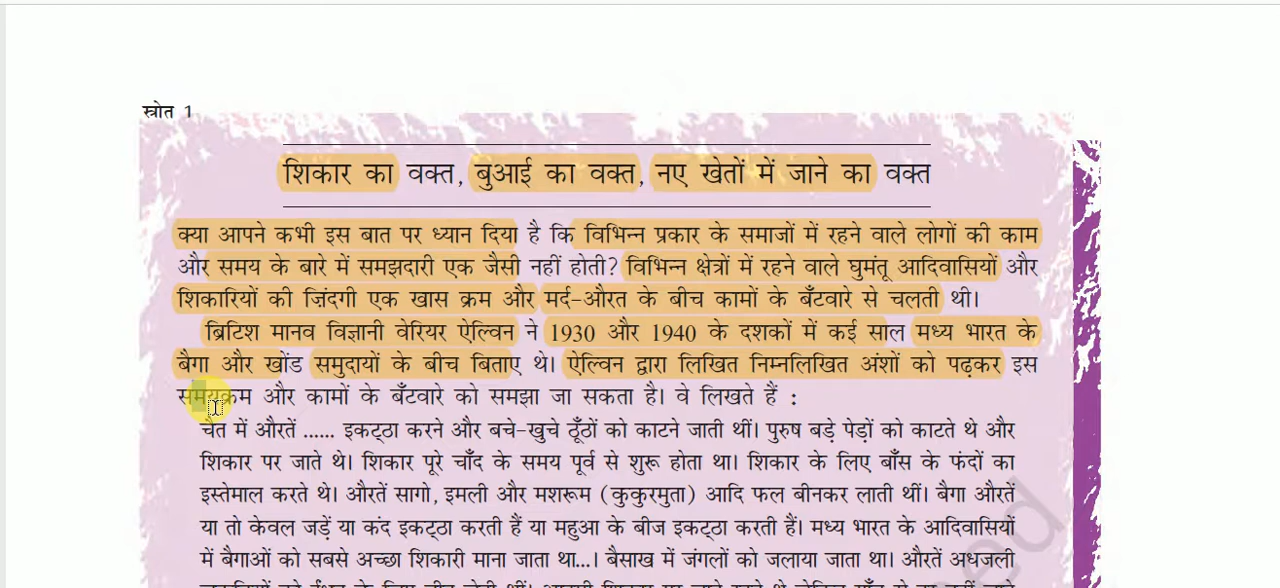 स्त्रोत 1
शिकार का वक्त, बुआई का वक्त, नए खेतों में जाने का वक्त
क्या आपने कभी इस बात पर ध्यान दिया है कि विभिन्न प्रकार के समाजों में रहने वाले लोगों की काम
और समय के बारे में समझदारी एक जैसी नहीं होती? विभिन्न क्षेत्रों में रहने वाले घुमंतू आदिवासियों और
शिकारियों की ज़िंदगी एक खास क्रम और मर्द-औरत के बीच कामों के बँटवारे से चलती थी।
ब्रिटिश मानव विज्ञानी वेरियर ऐल्विन ने 1930 और 1940 के दशकों में कई साल मध्य भारत के
बैगा और खोंड समुदायों के बीच बिताए थे। ऐल्विन द्वारा लिखित निम्नलिखित अंशों को पढ़कर इस
समयक्रम और कामों के बँटवारे को समझा जा सकता है। वे लिखते हैं :
चैत में औरतें ...... इकट्ठा करने और बचे-खुचे ठूँठों को काटने जाती थीं। पुरुष बड़े पेड़ों को काटते थे और
शिकार पर जाते थे। शिकार पूरे चाँद के समय पूर्व से शुरू होता था। शिकार के लिए बाँस के फंदों का
इस्तेमाल करते थे। औरतें सागो, इमली और मशरूम (कुकुरमुता) आदि फल बीनकर लाती थीं। बैगा औरतें
या तो केवल जड़ें या कंद इकट्ठा करती हैं या महुआ के बीज इकट्ठा करती हैं। मध्य भारत के आदिवासियों
में बैगाओं को सबसे अच्छा शिकारी माना जाता था...। बैसाख में जंगलों को जलाया जाता था। औरतें अधजली